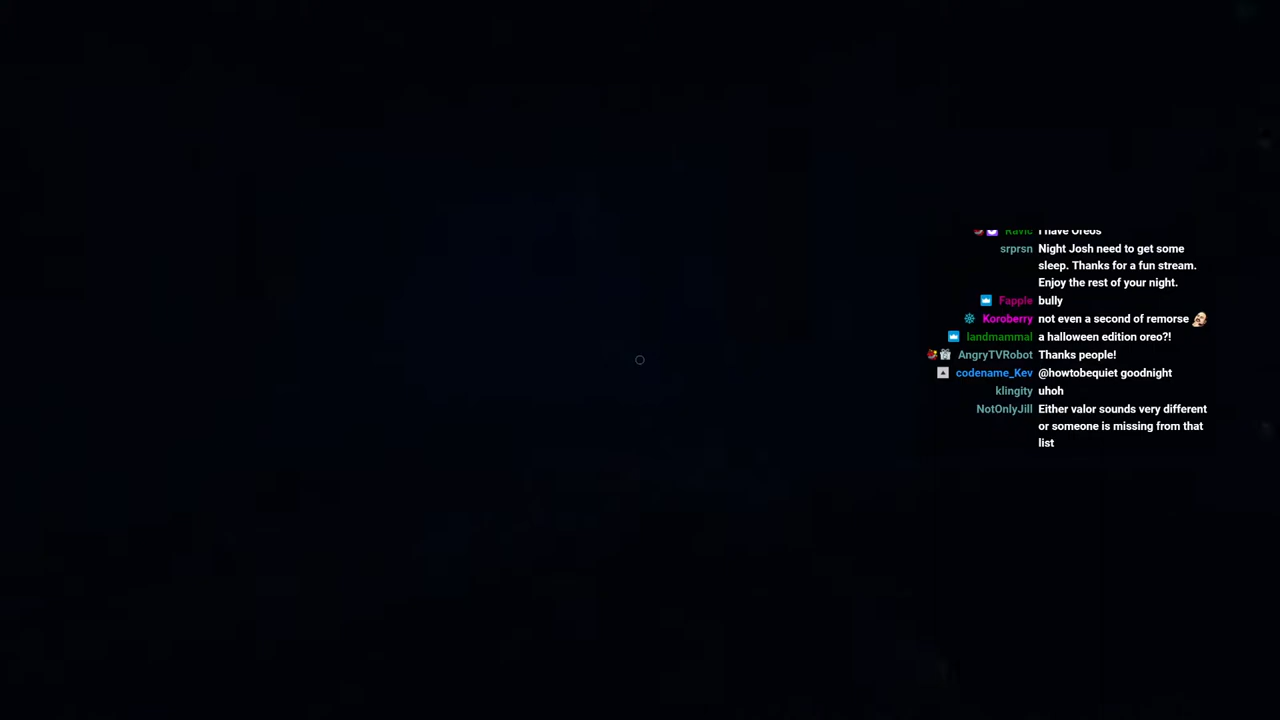 Ravic I have Oreos
srprsn Night Josh need to get some
sleep. Thanks for a fun stream.
Enjoy the rest of your night.
Fapple bully
Koroberry not even a second of remorse
landmammal a halloween edition oreo?!
AngryTVRobot Thanks people!
codename_Kev @howtobequiet goodnight
klingity uhoh
NotOnlyJill Either valor sounds very different
or someone is missing from that
list